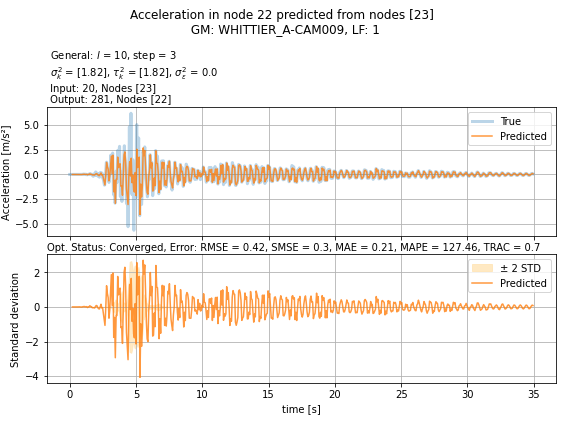 Acceleration in node 22 predicted from nodes [23]
GM: WHITTIER_A-CAM009, LF: 1
General: l = 10, step = 3
σ²ₖ = [1.82], τ²ₖ = [1.82], σ²ε = 0.0
Input: 20, Nodes [23]
Output: 281, Nodes [22]
Acceleration [m/s²]
5.0
2.5
0.0
−2.5
−5.0
True
Predicted
Opt. Status: Converged, Error: RMSE = 0.42, SMSE = 0.3, MAE = 0.21, MAPE = 127.46, TRAC = 0.7
Standard deviation
2
0
−2
−4
± 2 STD
Predicted
0 5 10 15 20 25 30 35
time [s]